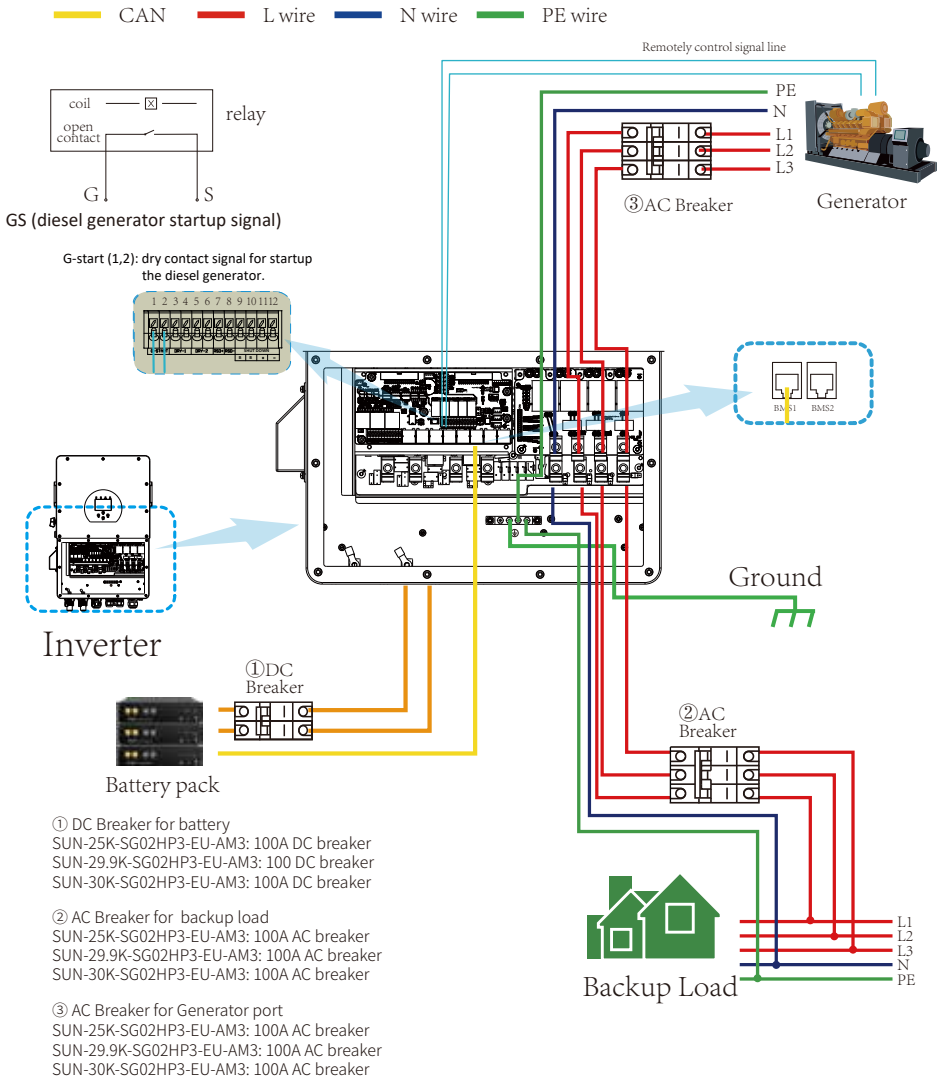 CAN L wire N wire PE wire
Remotely control signal line
coil
open
contact
relay
G S
GS (diesel generator startup signal)
PE
N
L1
L2
L3
③AC Breaker
Generator
G-start (1,2): dry contact signal for startup
the diesel generator.
1 2 3 4 5 6 7 8 9 10 11 12
DRY-1 DRY-2
SHUT DOWN
BMS1 BMS2
Inverter
Ground
①DC
Breaker
②AC
Breaker
Battery pack
① DC Breaker for battery
SUN-25K-SG02HP3-EU-AM3: 100A DC breaker
SUN-29.9K-SG02HP3-EU-AM3: 100 DC breaker
SUN-30K-SG02HP3-EU-AM3: 100A DC breaker
② AC Breaker for backup load
SUN-25K-SG02HP3-EU-AM3: 100A AC breaker
SUN-29.9K-SG02HP3-EU-AM3: 100A AC breaker
SUN-30K-SG02HP3-EU-AM3: 100A AC breaker
③ AC Breaker for Generator port
SUN-25K-SG02HP3-EU-AM3: 100A AC breaker
SUN-29.9K-SG02HP3-EU-AM3: 100A AC breaker
SUN-30K-SG02HP3-EU-AM3: 100A AC breaker
Backup Load
L1
L2
L3
N
PE